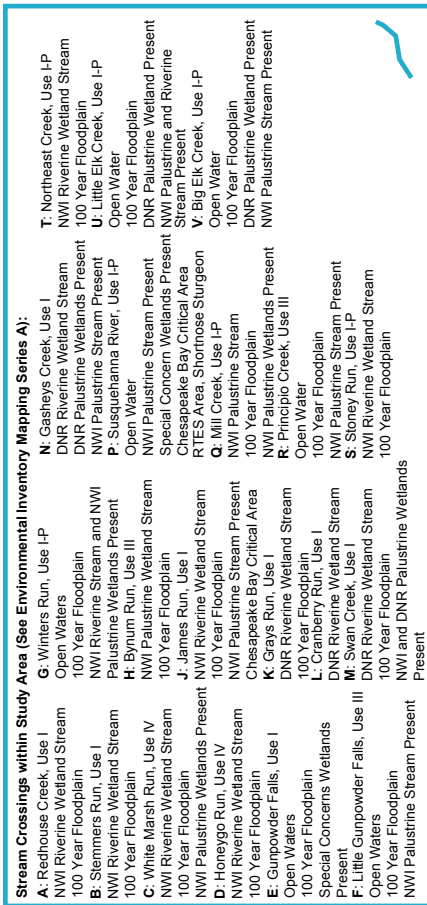 Stream Crossings within Study Area (See Environmental Inventory Mapping Series A):
A: Redhouse Creek, Use I
NWI Riverine Wetland Stream
100 Year Floodplain
B: Stemmers Run, Use I
NWI Riverine Wetland Stream
100 Year Floodplain
C: White Marsh Run, Use IV
NWI Riverine Wetland Stream
100 Year Floodplain
NWI Palustrine Wetlands Present
D: Honeygo Run, Use IV
NWI Riverine Wetland Stream
100 Year Floodplain
E: Gunpowder Falls, Use I
Open Waters
100 Year Floodplain
Special Concerns Wetlands
Present
F: Little Gunpowder Falls, Use III
Open Waters
100 Year Floodplain
NWI Palustrine Stream Present
G: Winters Run, Use I-P
Open Waters
100 Year Floodplain
NWI Riverine Stream and NWI
Palustrine Wetlands Present
H: Bynum Run, Use III
NWI Palustrine Wetland Stream
100 Year Floodplain
J: James Run, Use I
NWI Riverine Wetland Stream
100 Year Floodplain
NWI Palustrine Stream Present
Chesapeake Bay Critical Area
K: Grays Run, Use I
DNR Riverine Wetland Stream
100 Year Floodplain
L: Cranberry Run, Use I
DNR Riverine Wetland Stream
M: Swan Creek, Use I
DNR Riverine Wetland Stream
100 Year Floodplain
NWI and DNR Palustrine Wetlands
Present
N: Gasheys Creek, Use I
DNR Riverine Wetland Stream
DNR Palustrine Wetlands Present
NWI Palustrine Stream Present
P: Susquehanna River, Use I-P
Open Water
NWI Palustrine Stream Present
Special Concern Wetlands Present
Chesapeake Bay Critical Area
RTES Area, Shortnose Sturgeon
Q: Mill Creek, Use I-P
NWI Palustrine Stream
100 Year Floodplain
NWI Palustrine Wetlands Present
R: Principio Creek, Use III
Open Water
100 Year Floodplain
NWI Palustrine Stream Present
S: Stoney Run, Use I-P
NWI Riverine Wetland Stream
100 Year Floodplain
T: Northeast Creek, Use I-P
NWI Riverine Wetland Stream
100 Year Floodplain
U: Little Elk Creek, Use I-P
Open Water
100 Year Floodplain
DNR Palustrine Wetland Present
NWI Palustrine and Riverine
Stream Present
V: Big Elk Creek, Use I-P
Open Water
100 Year Floodplain
DNR Palustrine Wetland Present
NWI Palustrine Stream Present